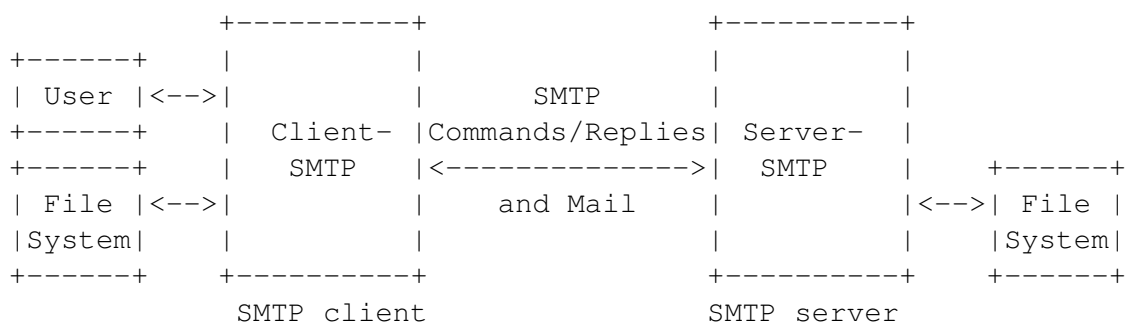 +----------+ +----------+
+------+ | | | |
| User |<-->| | SMTP | |
+------+ | Client- |Commands/Replies| Server- |
+------+ | SMTP |<-------------->| SMTP | +------+
| File |<-->| | and Mail | |<-->| File |
|System| | | | | |System|
+------+ +----------+ +----------+ +------+
SMTP client SMTP server